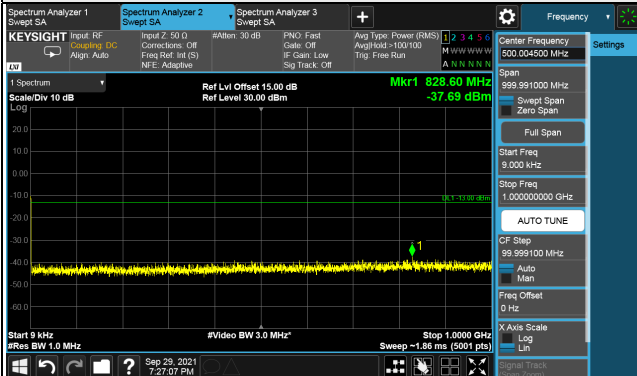 Spectrum Analyzer 1
Swept SA
Spectrum Analyzer 2
Swept SA
Spectrum Analyzer 3
Swept SA
Frequency
KEYSIGHT
Input: RF
Coupling: DC
Align: Auto
Input Z: 50 Ω
Corrections: Off
Freq Ref: Int (S)
NFE: Adaptive
#Atten: 30 dB
PNO: Fast
Gate: Off
IF Gain: Low
Sig Track: Off
Avg Type: Power (RMS)
Avg|Hold:>100/100
Trig: Free Run
1 2 3 4 5 6
M W W W W W
A N N N N N
LXI
1 Spectrum
Scale/Div 10 dB
Ref Lvl Offset 15.00 dB
Ref Level 30.00 dBm
Mkr1 828.60 MHz
-37.69 dBm
Log
20.0
10.0
0.00
-10.0
-20.0
-30.0
-40.0
-50.0
-60.0
DL1 -13.00 dBm
1
Start 9 kHz
#Res BW 1.0 MHz
#Video BW 3.0 MHz*
Stop 1.0000 GHz
Sweep ~1.86 ms (5001 pts)
Sep 29, 2021
7:27:07 PM
Center Frequency
500.004500 MHz
Settings
Span
999.991000 MHz
Swept Span
Zero Span
Full Span
Start Freq
9.000 kHz
Stop Freq
1.000000000 GHz
AUTO TUNE
CF Step
99.999100 MHz
Auto
Man
Freq Offset
0 Hz
X Axis Scale
Log
Lin
Signal Track
(Span Zoom)